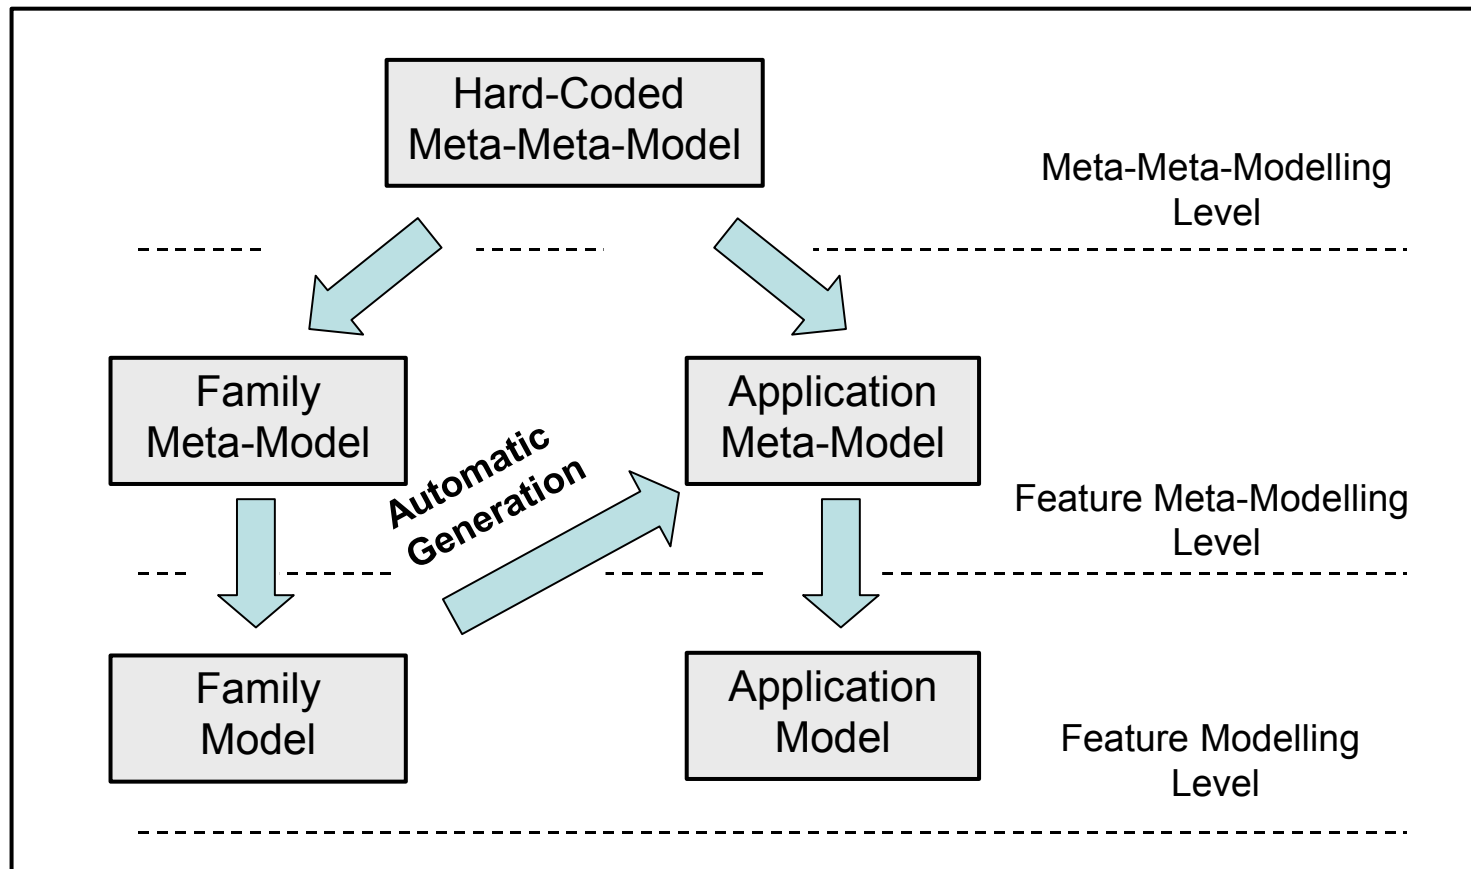 Hard-Coded
Meta-Meta-Model
Meta-Meta-Modelling
Level
Family
Meta-Model
Application
Meta-Model
Automatic
Generation
Feature Meta-Modelling
Level
Family
Model
Application
Model
Feature Modelling
Level